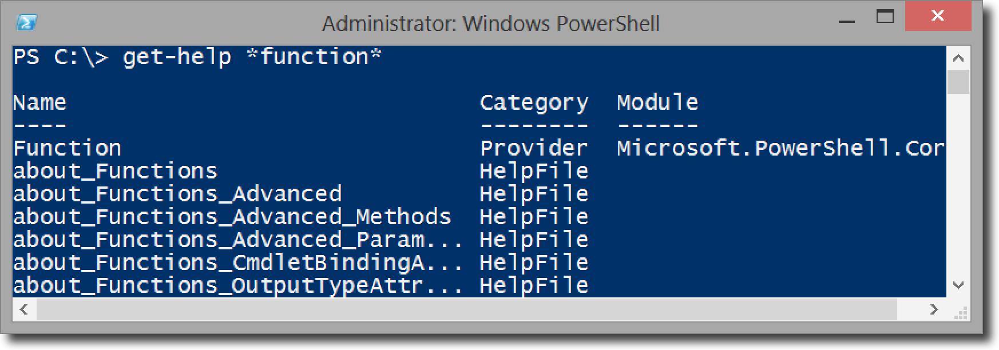 Administrator: Windows PowerShell
PS C:\> get-help *function*
Name Category Module
---- -------- ------
Function Provider Microsoft.PowerShell.Cor
about_Functions HelpFile
about_Functions_Advanced HelpFile
about_Functions_Advanced_Methods HelpFile
about_Functions_Advanced_Param... HelpFile
about_Functions_CmdletBindingA... HelpFile
about_Functions_OutputTypeAttr... HelpFile